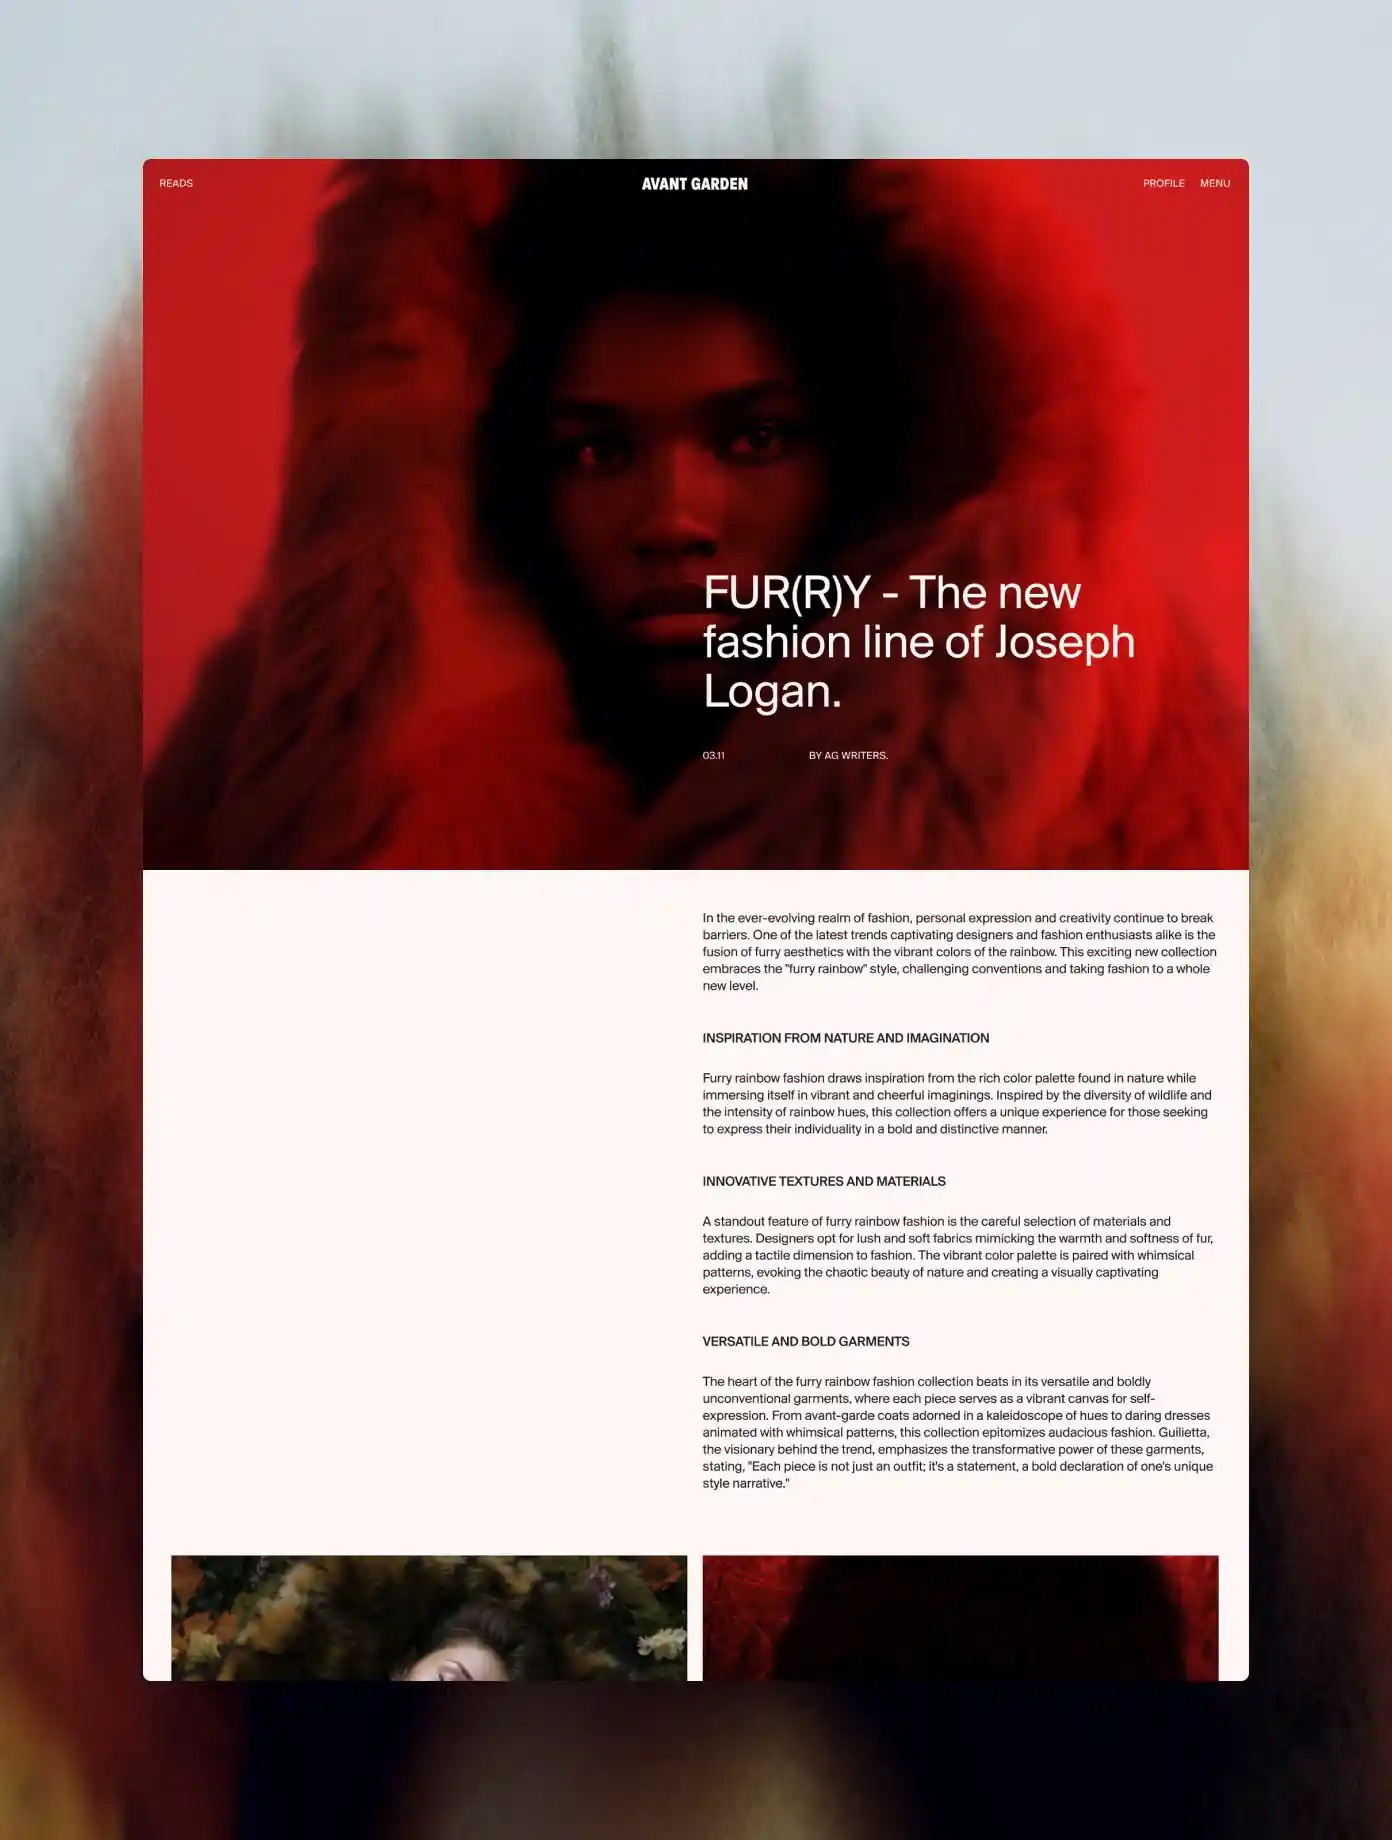 READS
AVANT GARDEN
PROFILE
MENU
FUR(R)Y - The new
fashion line of Joseph
Logan.
03.11
BY AG WRITERS.
In the ever-evolving realm of fashion, personal expression and creativity continue to break
barriers. One of the latest trends captivating designers and fashion enthusiasts alike is the
fusion of furry aesthetics with the vibrant colors of the rainbow. This exciting new collection
embraces the "furry rainbow" style, challenging conventions and taking fashion to a whole
new level.
INSPIRATION FROM NATURE AND IMAGINATION
Furry rainbow fashion draws inspiration from the rich color palette found in nature while
immersing itself in vibrant and cheerful imaginings. Inspired by the diversity of wildlife and
the intensity of rainbow hues, this collection offers a unique experience for those seeking
to express their individuality in a bold and distinctive manner.
INNOVATIVE TEXTURES AND MATERIALS
A standout feature of furry rainbow fashion is the careful selection of materials and
textures. Designers opt for lush and soft fabrics mimicking the warmth and softness of fur,
adding a tactile dimension to fashion. The vibrant color palette is paired with whimsical
patterns, evoking the chaotic beauty of nature and creating a visually captivating
experience.
VERSATILE AND BOLD GARMENTS
The heart of the furry rainbow fashion collection beats in its versatile and boldly
unconventional garments, where each piece serves as a vibrant canvas for self-
expression. From avant-garde coats adorned in a kaleidoscope of hues to daring dresses
animated with whimsical patterns, this collection epitomizes audacious fashion. Guilietta,
the visionary behind the trend, emphasizes the transformative power of these garments,
stating, "Each piece is not just an outfit; it's a statement, a bold declaration of one's unique
style narrative."